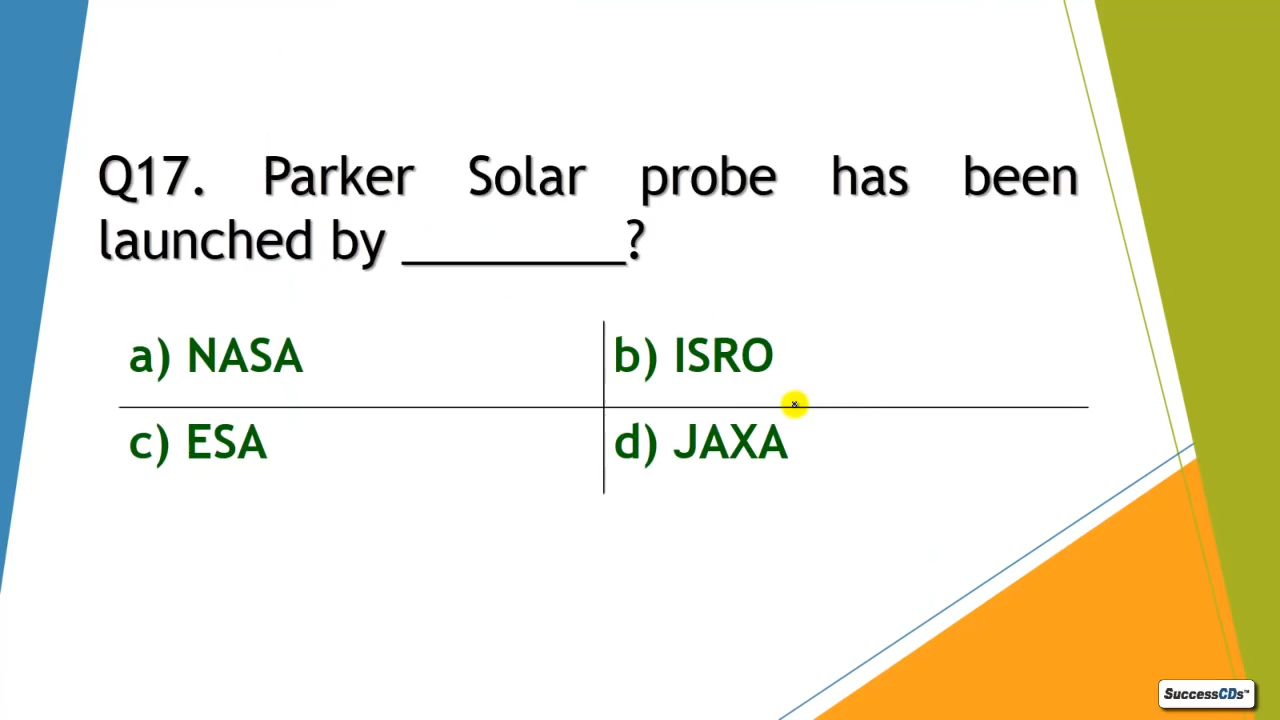 Q17. Parker Solar probe has been
launched by _________?
a) NASA
b) ISRO
c) ESA
d) JAXA
SuccessCDs™